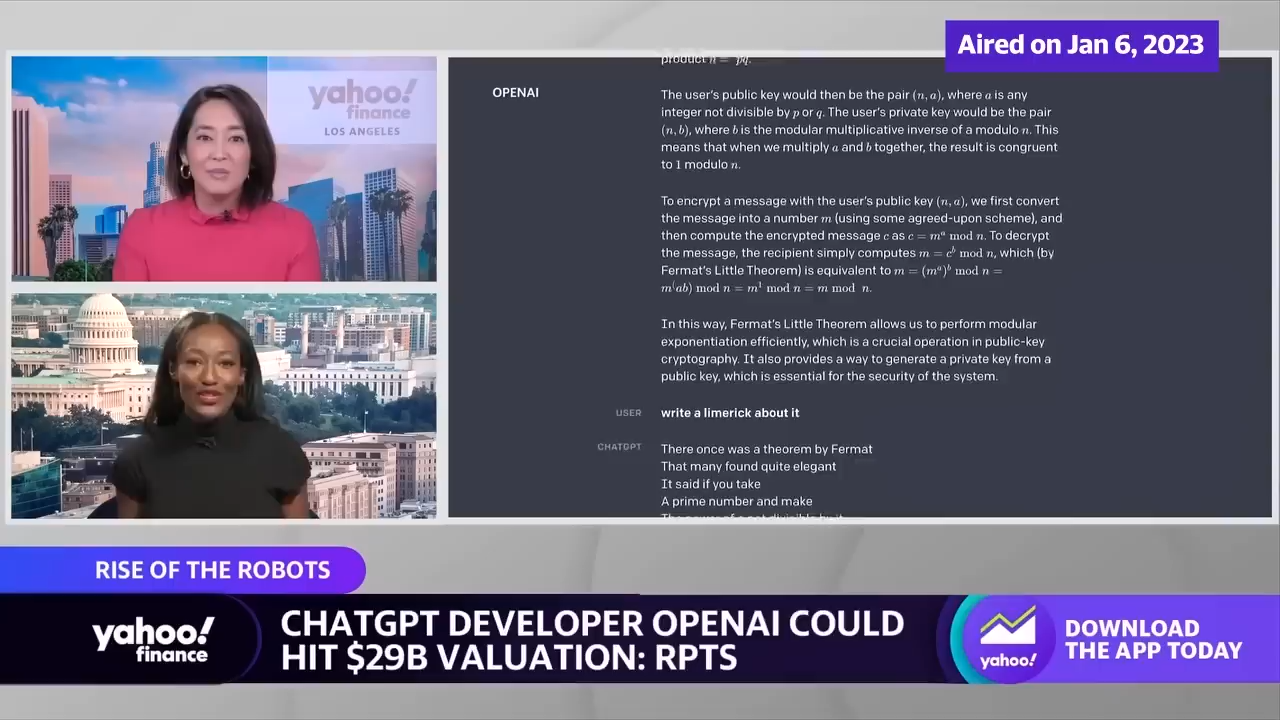 Aired on Jan 6, 2023
yahoo!
finance
LOS ANGELES
product n = pq.
OPENAI
The user's public key would then be the pair (n, a), where a is any
integer not divisible by p or q. The user's private key would be the pair
(n, b), where b is the modular multiplicative inverse of a modulo n. This
means that when we multiply a and b together, the result is congruent
to 1 modulo n.
To encrypt a message with the user's public key (n, a), we first convert
the message into a number m (using some agreed-upon scheme), and
then compute the encrypted message c as c = mᵃ mod n. To decrypt
the message, the recipient simply computes m = cᵇ mod n, which (by
Fermat's Little Theorem) is equivalent to m = (mᵃ)ᵇ mod n =
m⁽ab) mod n = m¹ mod n = m mod n.
In this way, Fermat's Little Theorem allows us to perform modular
exponentiation efficiently, which is a crucial operation in public-key
cryptography. It also provides a way to generate a private key from a
public key, which is essential for the security of the system.
USER
write a limerick about it
CHATGPT
There once was a theorem by Fermat
That many found quite elegant
It said if you take
A prime number and make
RISE OF THE ROBOTS
yahoo!
finance
CHATGPT DEVELOPER OPENAI COULD
HIT $29B VALUATION: RPTS
yahoo!
DOWNLOAD
THE APP TODAY